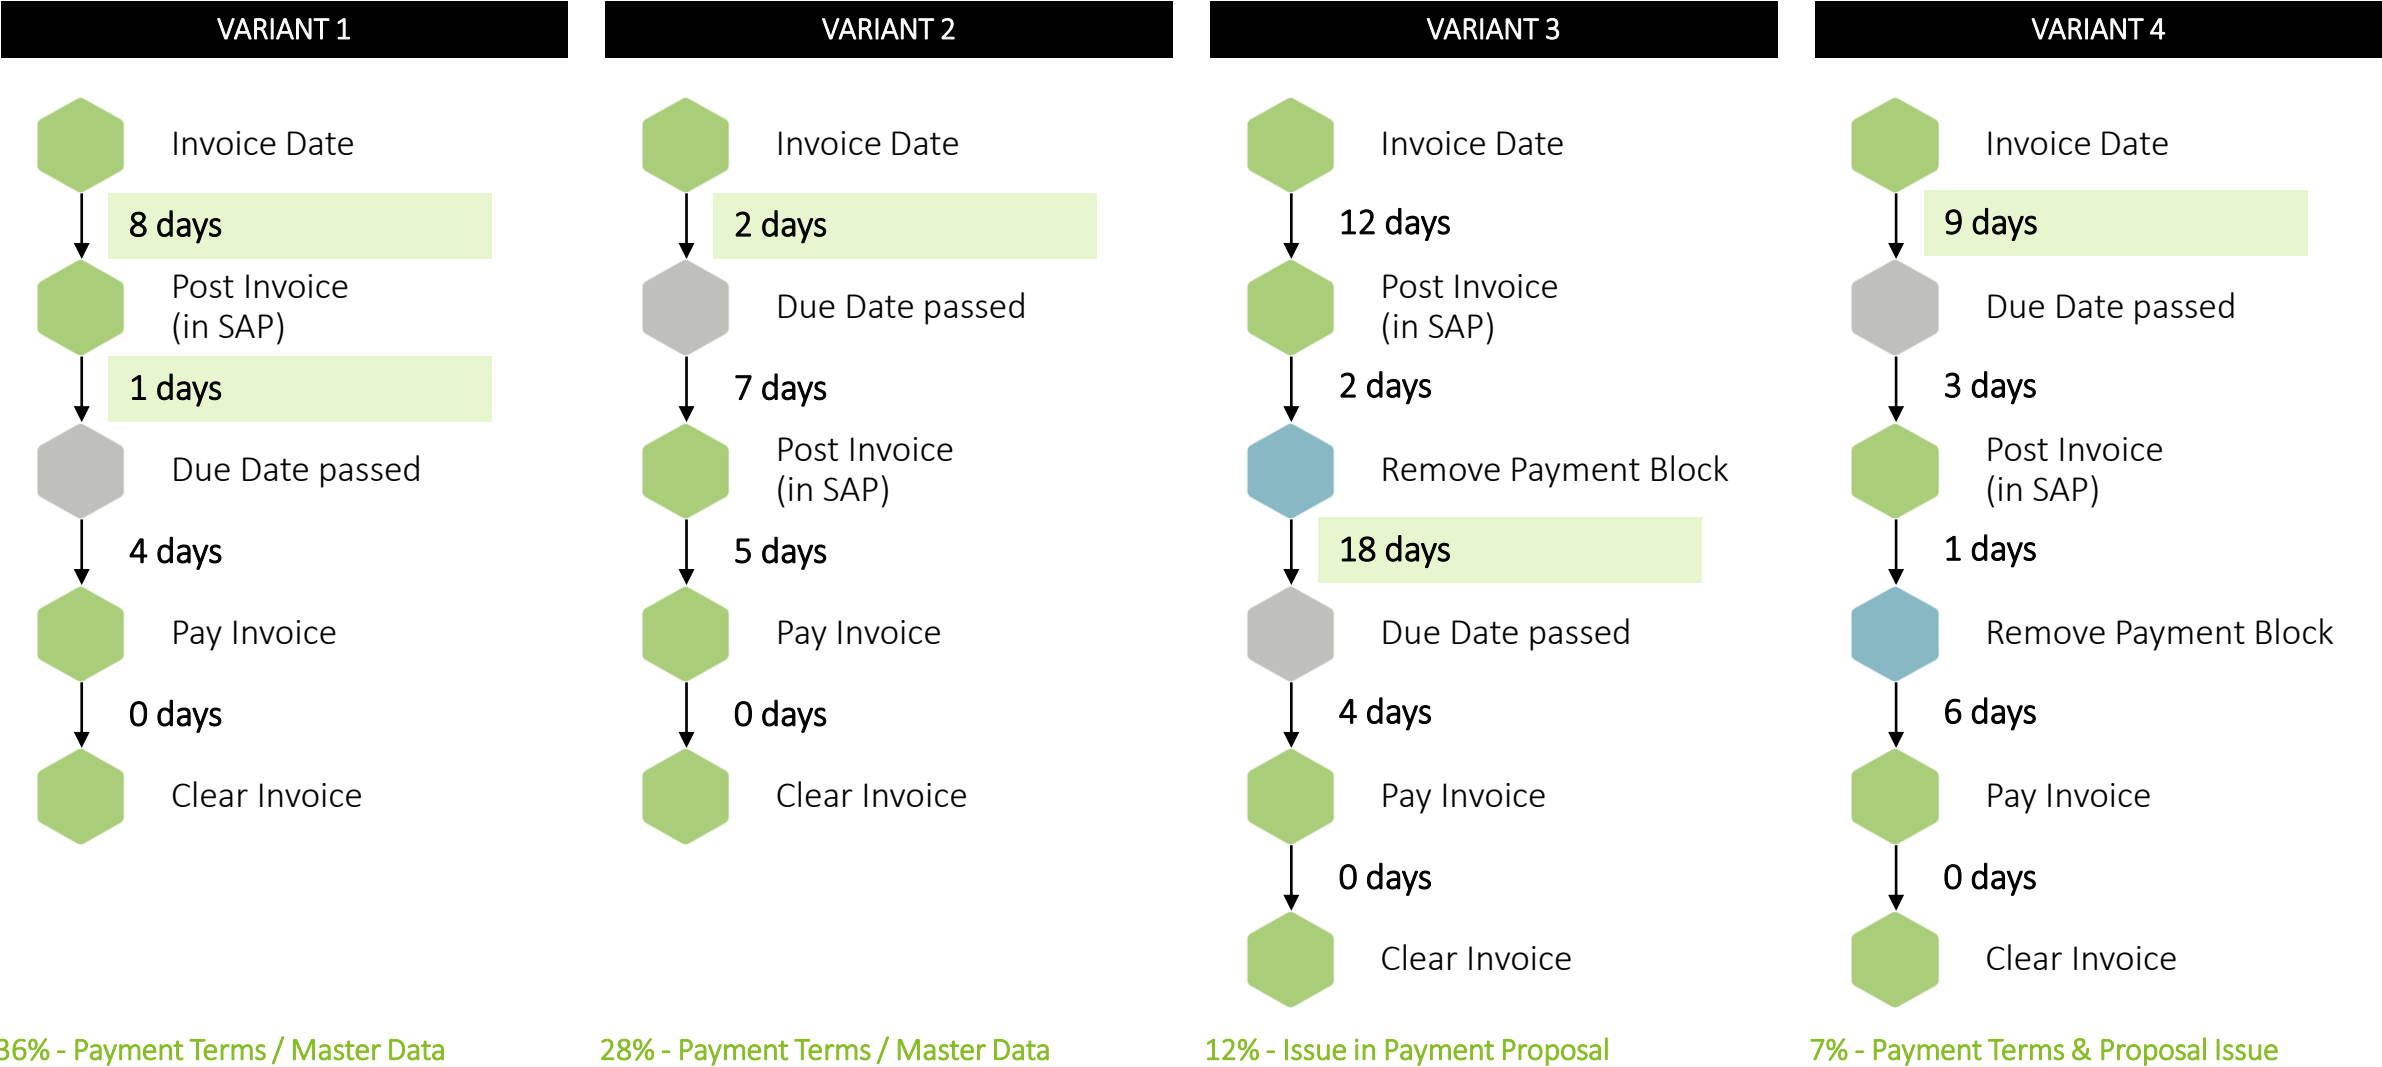 VARIANT 1
Invoice Date
8 days
Post Invoice
(in SAP)
1 days
Due Date passed
4 days
Pay Invoice
0 days
Clear Invoice
36% - Payment Terms / Master Data
VARIANT 2
Invoice Date
2 days
Due Date passed
7 days
Post Invoice
(in SAP)
5 days
Pay Invoice
0 days
Clear Invoice
28% - Payment Terms / Master Data
VARIANT 3
Invoice Date
12 days
Post Invoice
(in SAP)
2 days
Remove Payment Block
18 days
Due Date passed
4 days
Pay Invoice
0 days
Clear Invoice
12% - Issue in Payment Proposal
VARIANT 4
Invoice Date
9 days
Due Date passed
3 days
Post Invoice
(in SAP)
1 days
Remove Payment Block
6 days
Pay Invoice
0 days
Clear Invoice
7% - Payment Terms & Proposal Issue